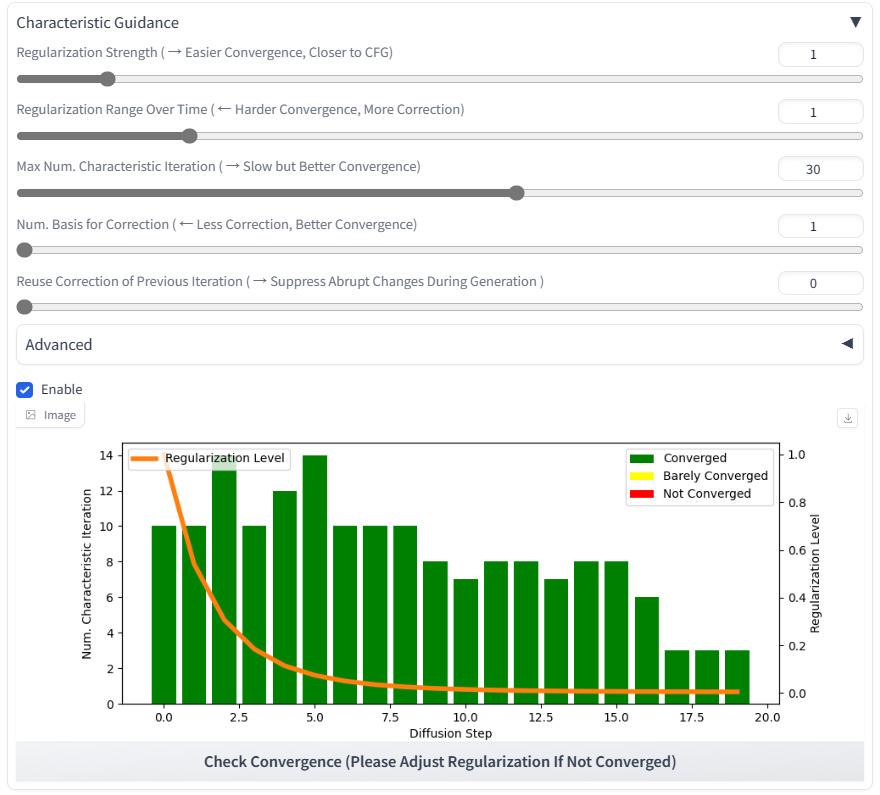 Characteristic Guidance ▼
Regularization Strength ( → Easier Convergence, Closer to CFG) 1
Regularization Range Over Time ( ← Harder Convergence, More Correction) 1
Max Num. Characteristic Iteration ( → Slow but Better Convergence) 30
Num. Basis for Correction ( ← Less Correction, Better Convergence) 1
Reuse Correction of Previous Iteration ( → Suppress Abrupt Changes During Generation ) 0
Advanced ◀
Enable
Image
Regularization Level
Converged
Barely Converged
Not Converged
Num. Characteristic Iteration
14
12
10
8
6
4
2
0
1.0
0.8
0.6
0.4
0.2
0.0
Regularization Level
0.0 2.5 5.0 7.5 10.0 12.5 15.0 17.5 20.0
Diffusion Step
Check Convergence (Please Adjust Regularization If Not Converged)